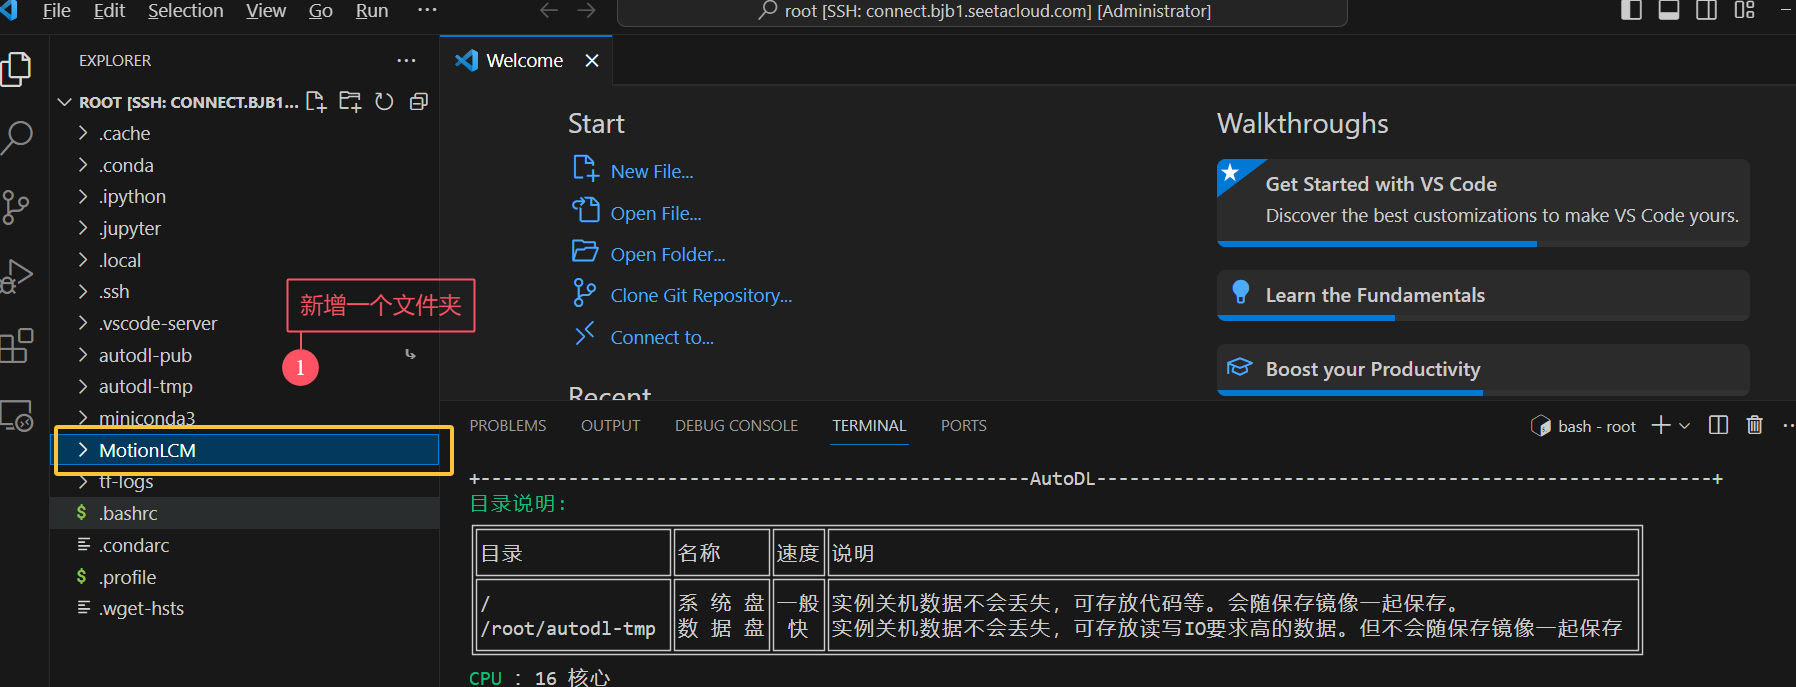 File Edit Selection View Go Run ···
root [SSH: connect.bjb1.seetacloud.com] [Administrator]
EXPLORER ···
Welcome
ROOT [SSH: CONNECT.BJB1...
.cache
.conda
.ipython
.jupyter
.local
.ssh
.vscode-server
autodl-pub
autodl-tmp
miniconda3
MotionLCM
tf-logs
.bashrc
.condarc
.profile
.wget-hsts
新增一个文件夹
1
Start
New File...
Open File...
Open Folder...
Clone Git Repository...
Connect to...
Recent
Walkthroughs
Get Started with VS Code
Discover the best customizations to make VS Code yours.
Learn the Fundamentals
Boost your Productivity
PROBLEMS OUTPUT DEBUG CONSOLE TERMINAL PORTS
bash - root
+--------------------------------------------------AutoDL--------------------------------------------------------+
目录说明:
目录 名称 速度 说明
/ 系 统 盘 一般 实例关机数据不会丢失，可存放代码等。会随保存镜像一起保存。
/root/autodl-tmp 数 据 盘 快 实例关机数据不会丢失，可存放读写IO要求高的数据。但不会随保存镜像一起保存
CPU : 16 核心